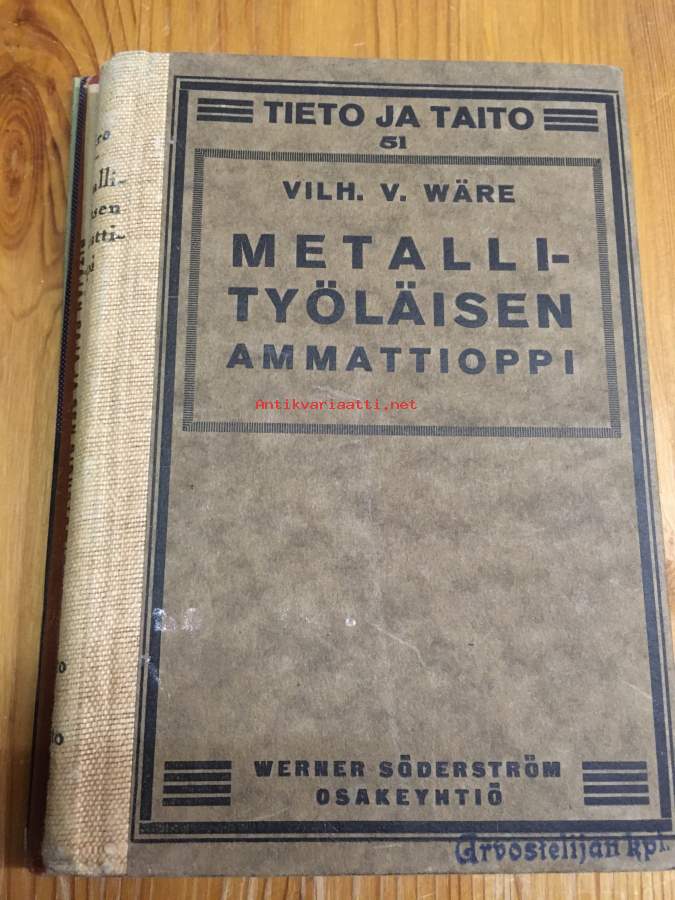 TIETO JA TAITO
51
VILH. V. WÄRE
METALLI-
TYÖLÄISEN
AMMATTIOPPI
Antikvariaatti.net
WERNER SÖDERSTRÖM
OSAKEYHTIÖ
Arvostelijan kpl.